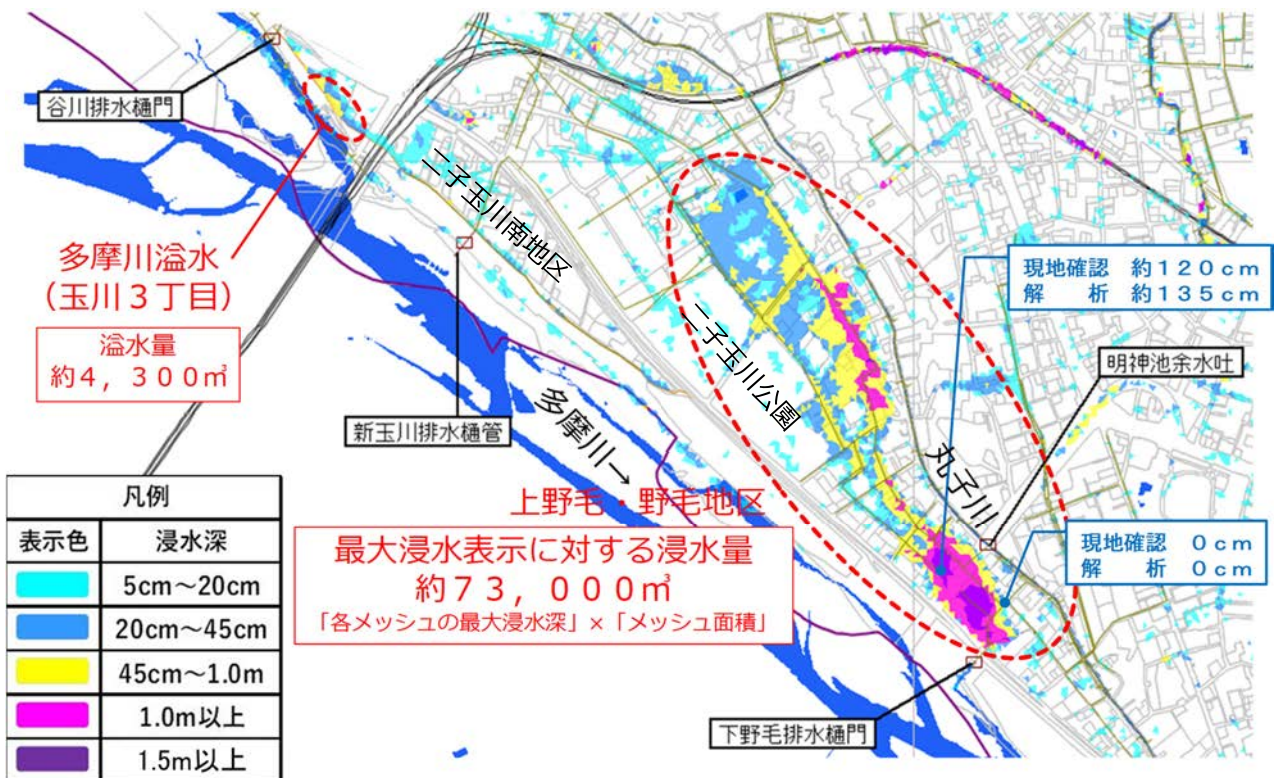 谷川排水樋門
多摩川溢水
(玉川3丁目)
溢水量
約4,300㎥
二子玉川南地区
新玉川排水樋管
多摩川→
二子玉川公園
丸子川
現地確認 約120cm
解 析 約135cm
明神池余水吐
上野毛・野毛地区
最大浸水表示に対する浸水量
約73,000㎥
「各メッシュの最大浸水深」×「メッシュ面積」
現地確認 0cm
解 析 0cm
下野毛排水樋門
凡例
表示色 浸水深
5cm～20cm
20cm～45cm
45cm～1.0m
1.0m以上
1.5m以上